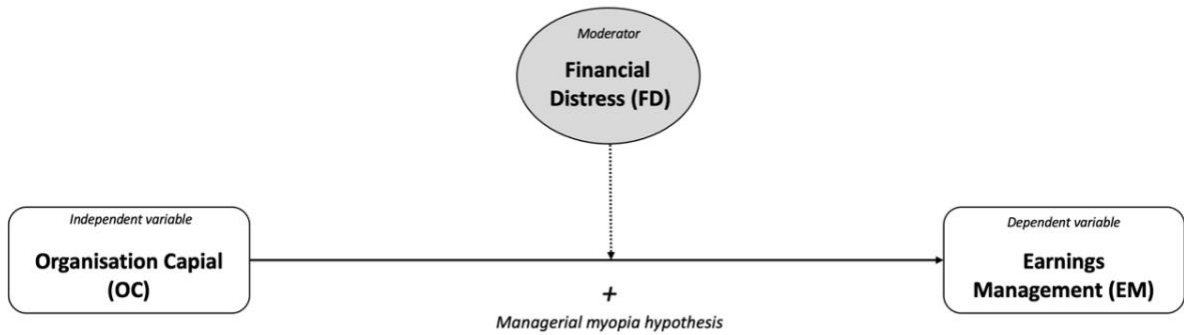 Moderator
Financial
Distress (FD)
Independent variable
Organisation Capial
(OC)
Dependent variable
Earnings
Management (EM)
+
Managerial myopia hypothesis